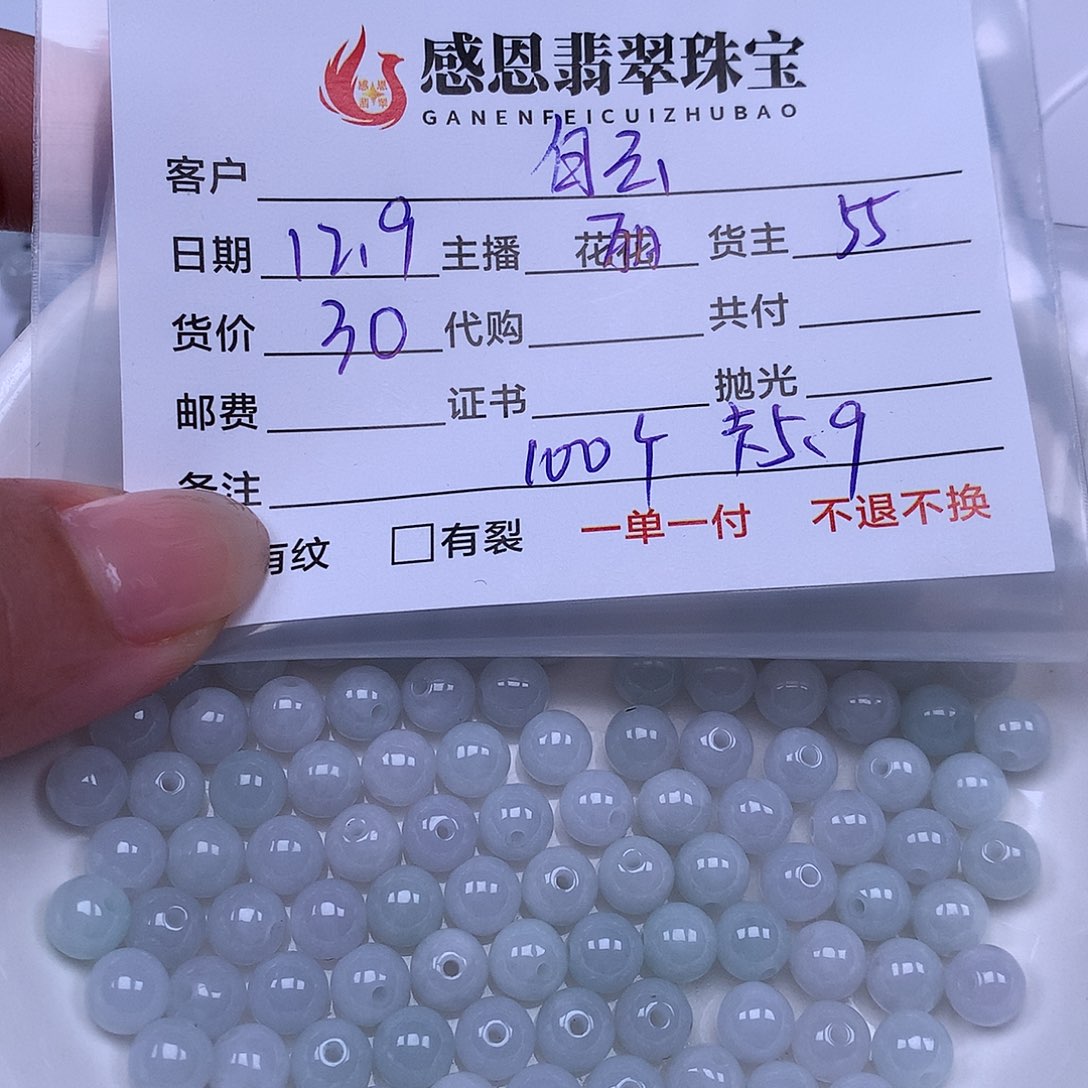 感恩翡翠珠宝
GANENFEICUIZHUBAO
客户 白云
日期 12.9 主播 货主 55
货价 30 代购 共付
邮费 证书 抛光
备注 100个 大5.9
有纹 有裂 一单一付 不退不换